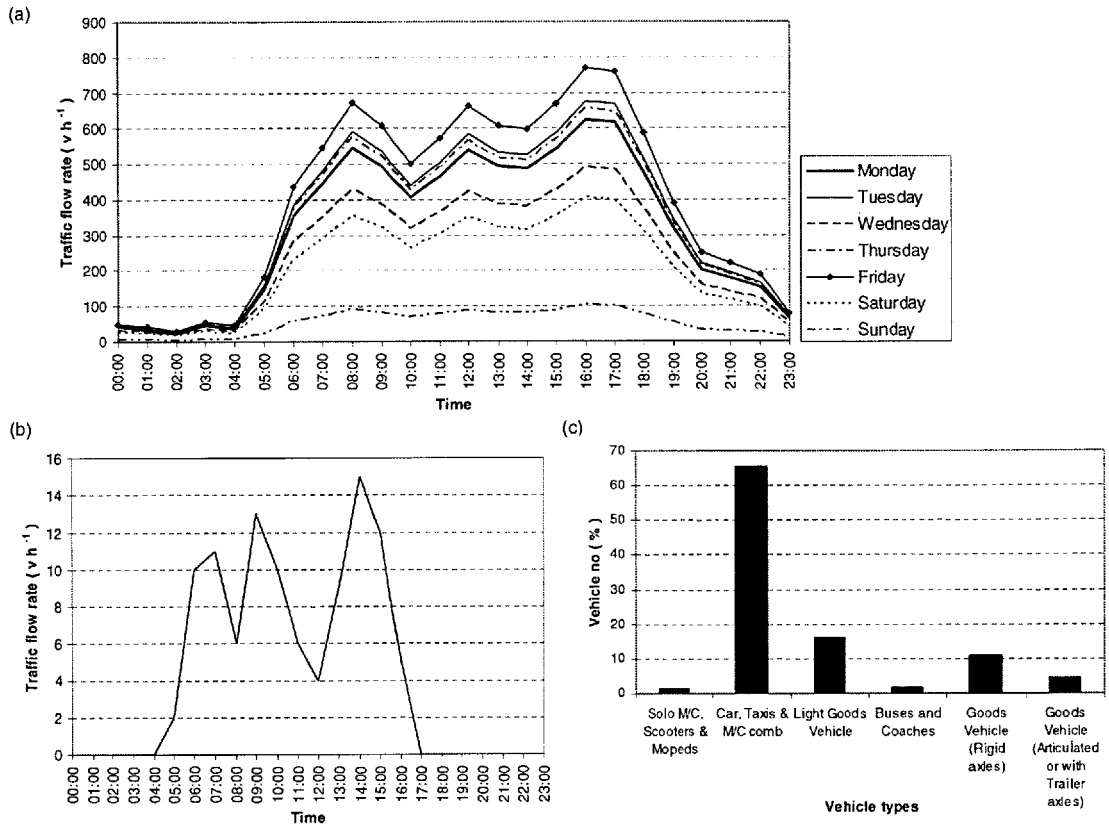 (a)
900
800
700
600
500
400
300
200
100
0
Traffic flow rate ( v h -1 )
00:00
01:00
02:00
03:00
04:00
05:00
06:00
07:00
08:00
09:00
10:00
11:00
12:00
13:00
14:00
15:00
16:00
17:00
18:00
19:00
20:00
21:00
22:00
23:00
Time
Monday
Tuesday
Wednesday
Thursday
Friday
Saturday
Sunday
(b)
16
14
12
10
8
6
4
2
0
Traffic flow rate ( v h -1 )
00:00
01:00
02:00
03:00
04:00
05:00
06:00
07:00
08:00
09:00
10:00
11:00
12:00
13:00
14:00
15:00
16:00
17:00
18:00
19:00
20:00
21:00
22:00
23:00
Time
(c)
70
60
50
40
30
20
10
0
Vehicle no ( % )
Solo M/C,
Scooters &
Mopeds
Car, Taxis &
M/C comb
Light Goods
Vehicle
Buses and
Coaches
Goods
Vehicle
(Rigid
axles)
Goods
Vehicle
(Articulated
or with
Trailer
axles)
Vehicle types